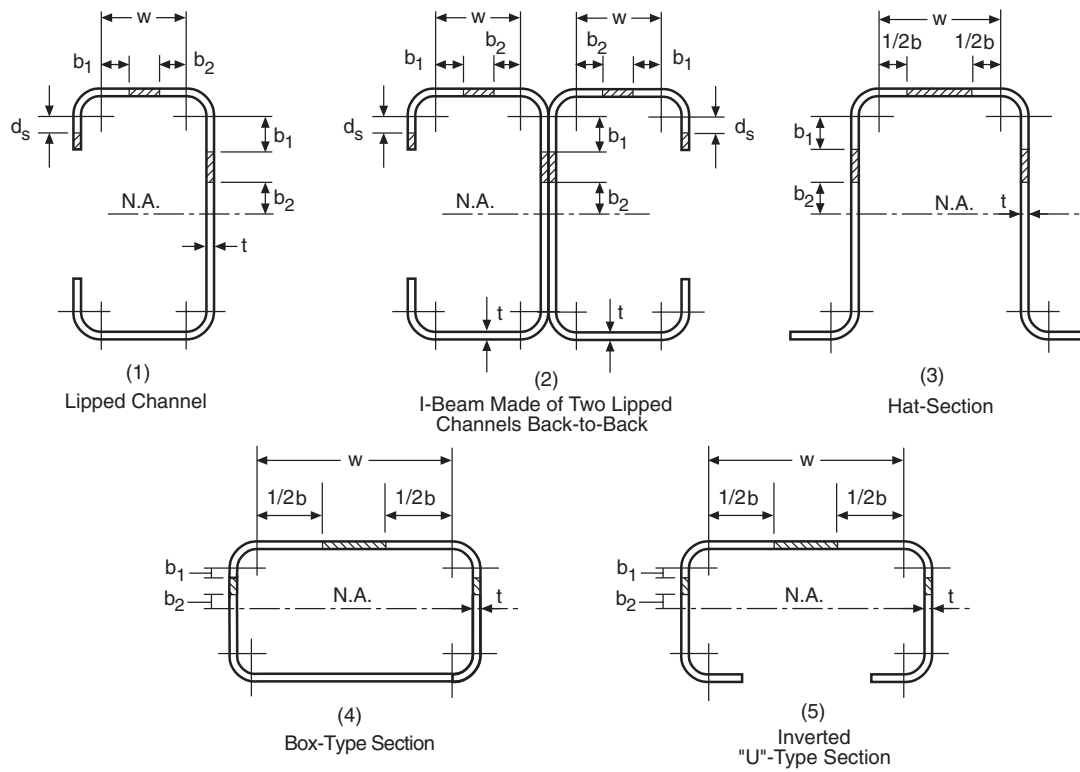 w
w
w
w
b1
b2
b1
b2
b2
b1
1/2b
1/2b
ds
b1
b2
N.A.
t
ds
b1
b2
N.A.
t
t
ds
b1
b2
N.A.
t
(1)
Lipped Channel
(2)
I-Beam Made of Two Lipped
Channels Back-to-Back
(3)
Hat-Section
w
1/2b
1/2b
b1
b2
N.A.
t
(4)
Box-Type Section
w
1/2b
1/2b
b1
b2
N.A.
t
(5)
Inverted
"U"-Type Section